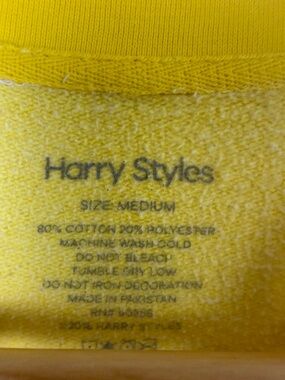 Harry Styles
SIZE: MEDIUM
80% COTTON 20% POLYESTER
MACHINE WASH COLD
DO NOT BLEACH
TUMBLE DRY LOW
DO NOT IRON DECORATION
MADE IN PAKISTAN
RN#
HARRY STYLES